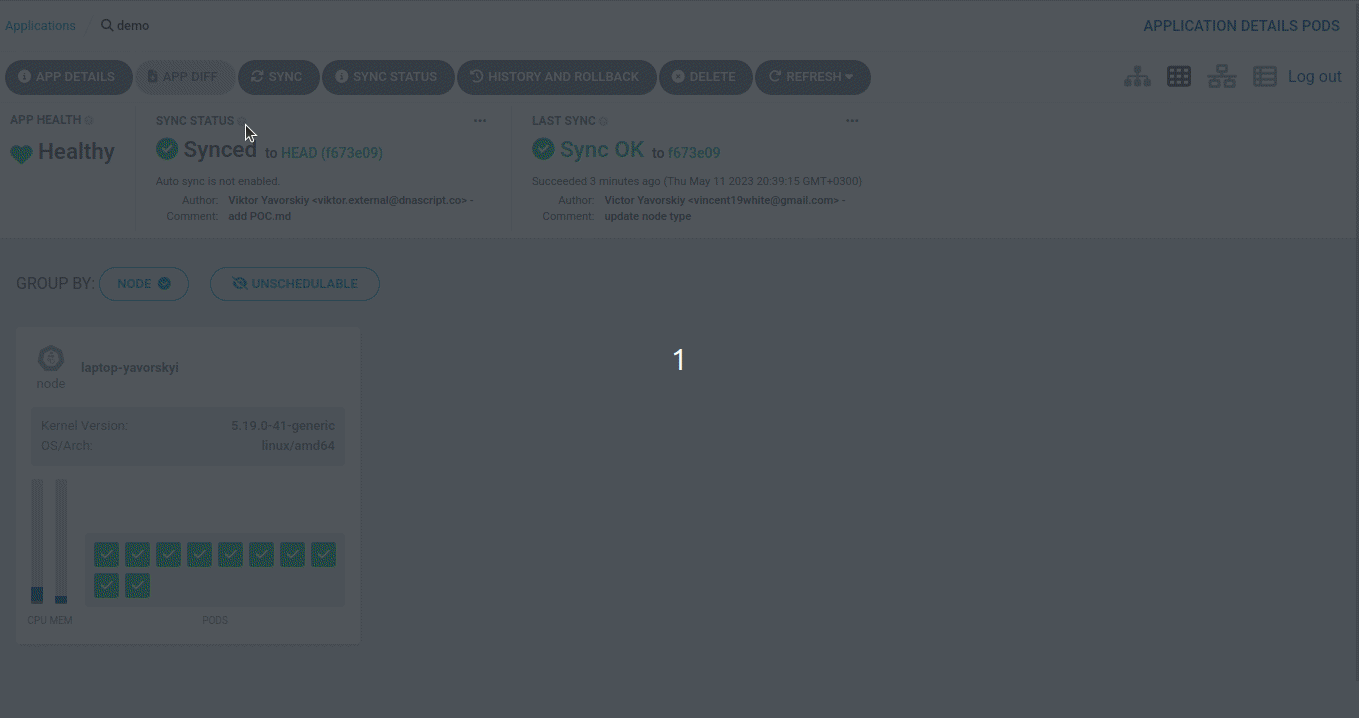 Applications / demo
APPLICATION DETAILS PODS
APP DETAILS
APP DIFF
SYNC
SYNC STATUS
HISTORY AND ROLLBACK
DELETE
REFRESH
Log out
APP HEALTH
Healthy
SYNC STATUS
Synced to HEAD (f673e09)
Auto sync is not enabled.
Author: Viktor Yavorskiy <viktor.external@dnascript.co> -
Comment: add POC.md
LAST SYNC
Sync OK to f673e09
Succeeded 3 minutes ago (Thu May 11 2023 20:39:15 GMT+0300)
Author: Victor Yavorskiy <vincent19white@gmail.com> -
Comment: update node type
GROUP BY: NODE
UNSCHEDULABLE
1
laptop-yavorskyi
node
Kernel Version: 5.19.0-41-generic
OS/Arch: linux/amd64
CPU MEM
PODS